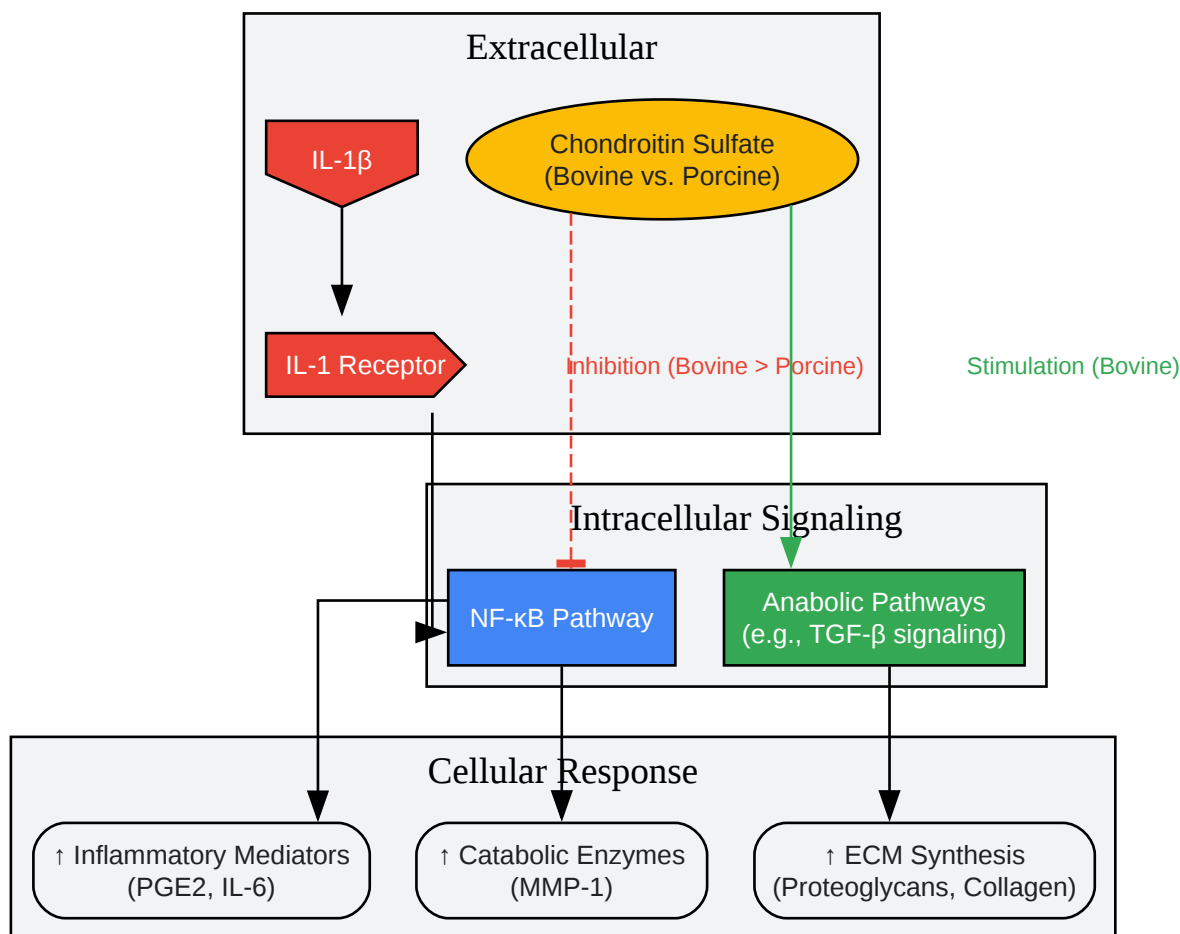 Extracellular
IL-1β
Chondroitin Sulfate
(Bovine vs. Porcine)
IL-1 Receptor
Inhibition (Bovine > Porcine)
Stimulation (Bovine)
Intracellular Signaling
NF-κB Pathway
Anabolic Pathways
(e.g., TGF-β signaling)
Cellular Response
↑ Inflammatory Mediators
(PGE2, IL-6)
↑ Catabolic Enzymes
(MMP-1)
↑ ECM Synthesis
(Proteoglycans, Collagen)